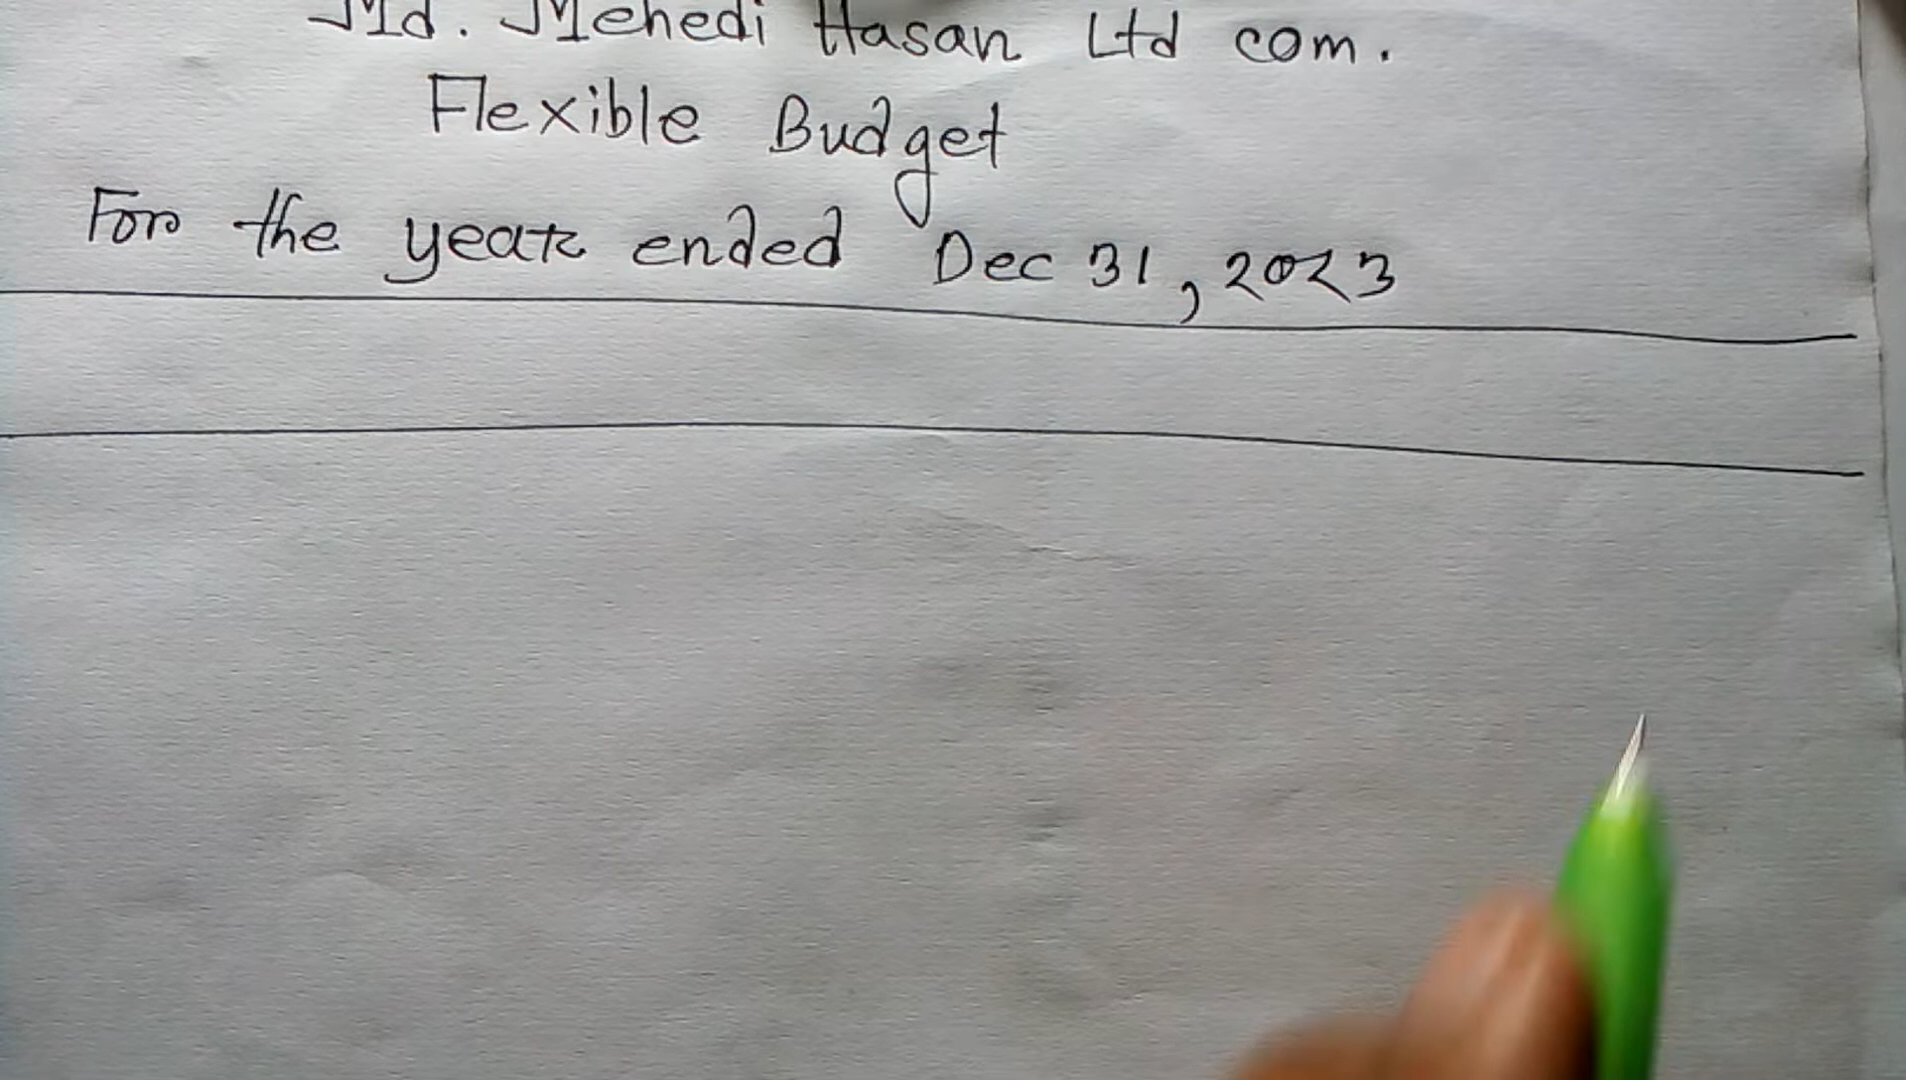 Md. Mehedi Hasan Ltd com.
Flexible Budget
For the year ended Dec 31, 2023